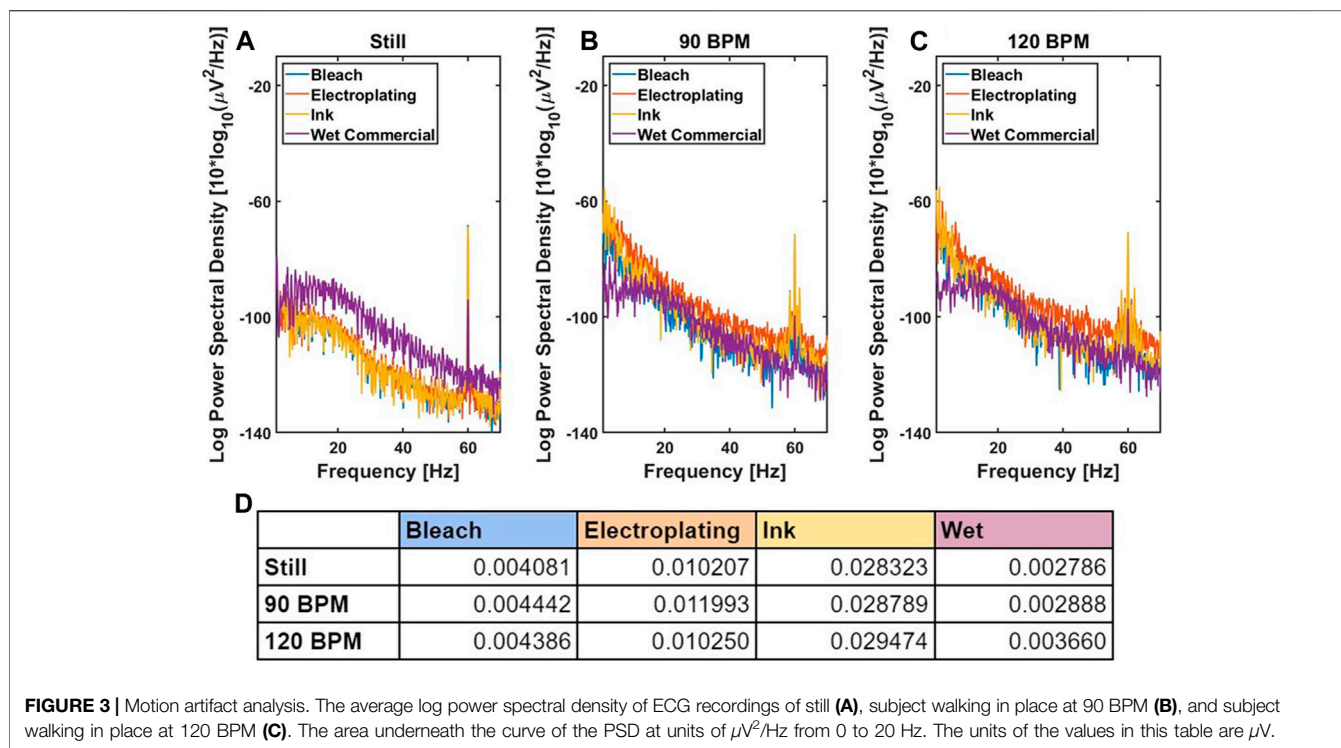 A Still
Log Power Spectral Density [10*log10(μV²/Hz)]
-20
-60
-100
-140
Bleach
Electroplating
Ink
Wet Commercial
20 40 60
Frequency [Hz]
B 90 BPM
Log Power Spectral Density [10*log10(μV²/Hz)]
-20
-60
-100
-140
Bleach
Electroplating
Ink
Wet Commercial
20 40 60
Frequency [Hz]
C 120 BPM
Log Power Spectral Density [10*log10(μV²/Hz)]
-20
-60
-100
-140
Bleach
Electroplating
Ink
Wet Commercial
20 40 60
Frequency [Hz]
D
Bleach Electroplating Ink Wet
Still 0.004081 0.010207 0.028323 0.002786
90 BPM 0.004442 0.011993 0.028789 0.002888
120 BPM 0.004386 0.010250 0.029474 0.003660
FIGURE 3 | Motion artifact analysis. The average log power spectral density of ECG recordings of still (A), subject walking in place at 90 BPM (B), and subject
walking in place at 120 BPM (C). The area underneath the curve of the PSD at units of μV²/Hz from 0 to 20 Hz. The units of the values in this table are μV.